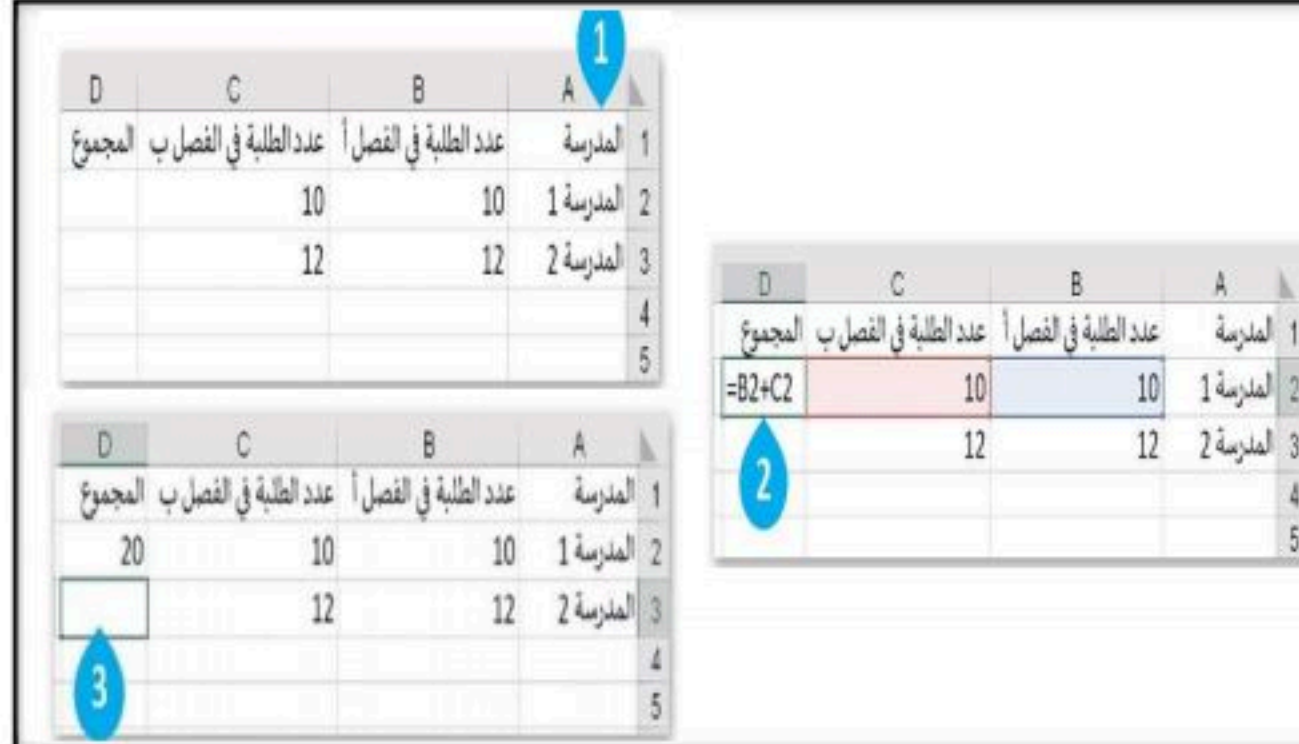 1
A B C D
1 المدرسة عدد الطلبة في الفصل أ عدد الطلبة في الفصل ب المجموع
2 المدرسة 1 10 10
3 المدرسة 2 12 12
4
5
A B C D
1 المدرسة عدد الطلبة في الفصل أ عدد الطلبة في الفصل ب المجموع
2 المدرسة 1 10 10 =B2+C2
3 المدرسة 2 12 12
4
5
2
A B C D
1 المدرسة عدد الطلبة في الفصل أ عدد الطلبة في الفصل ب المجموع
2 المدرسة 1 10 10 20
3 المدرسة 2 12 12
4
5
3